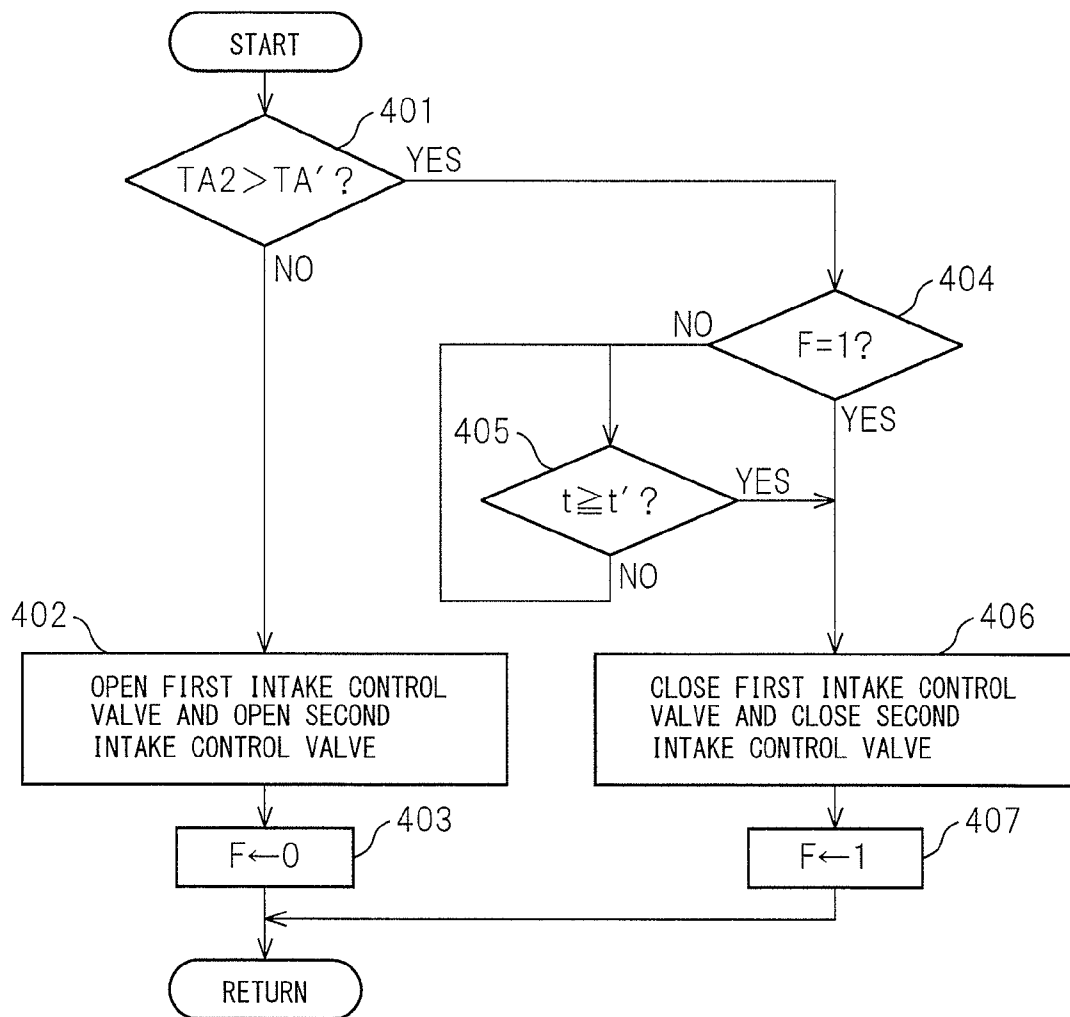 START
401
TA2>TA′?
YES
NO
404
NO
F=1?
YES
405
t≧t′?
YES
NO
402
OPEN FIRST INTAKE CONTROL
VALVE AND OPEN SECOND
INTAKE CONTROL VALVE
406
CLOSE FIRST INTAKE CONTROL
VALVE AND CLOSE SECOND
INTAKE CONTROL VALVE
403
F←0
407
F←1
RETURN